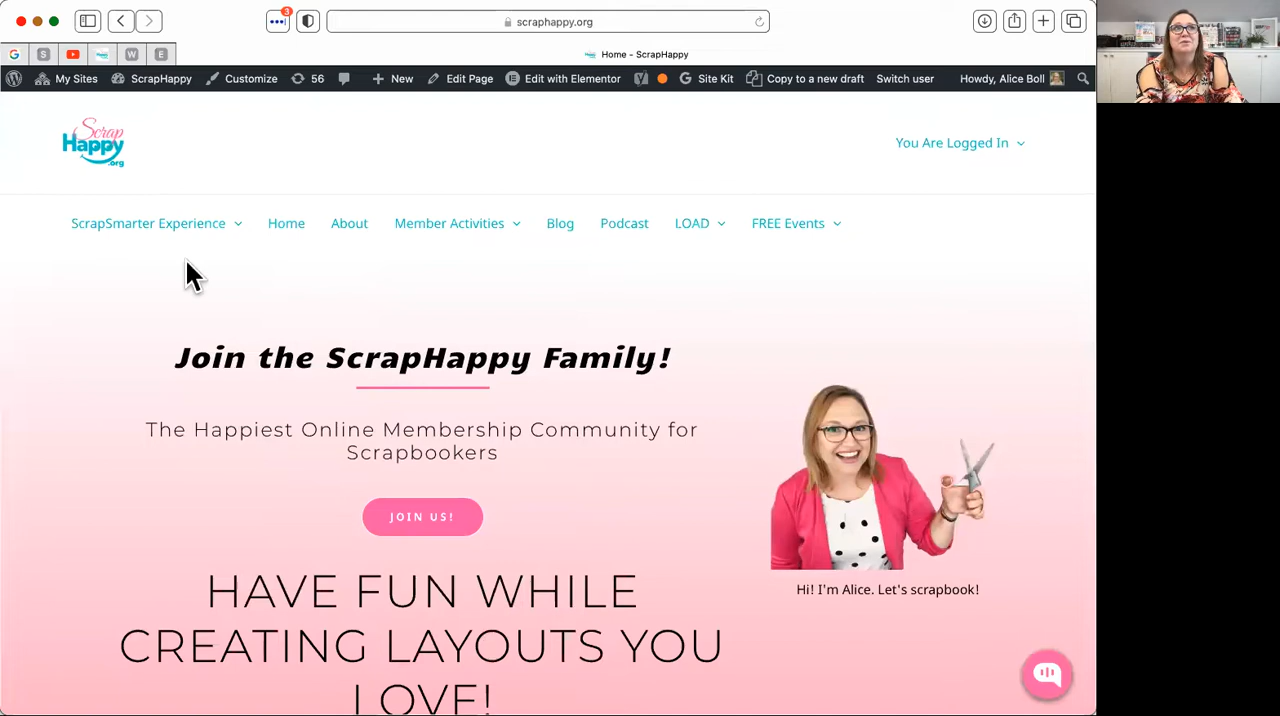 3
scraphappy.org
G
S
W
E
Home - ScrapHappy
My Sites ScrapHappy Customize 56 New Edit Page Edit with Elementor Site Kit Copy to a new draft Switch user Howdy, Alice Boll
Scrap
Happy
.org
You Are Logged In
ScrapSmarter Experience Home About Member Activities Blog Podcast LOAD FREE Events
Join the ScrapHappy Family!
The Happiest Online Membership Community for
Scrapbookers
JOIN US!
HAVE FUN WHILE
CREATING LAYOUTS YOU
LOVE!
Hi! I'm Alice. Let's scrapbook!